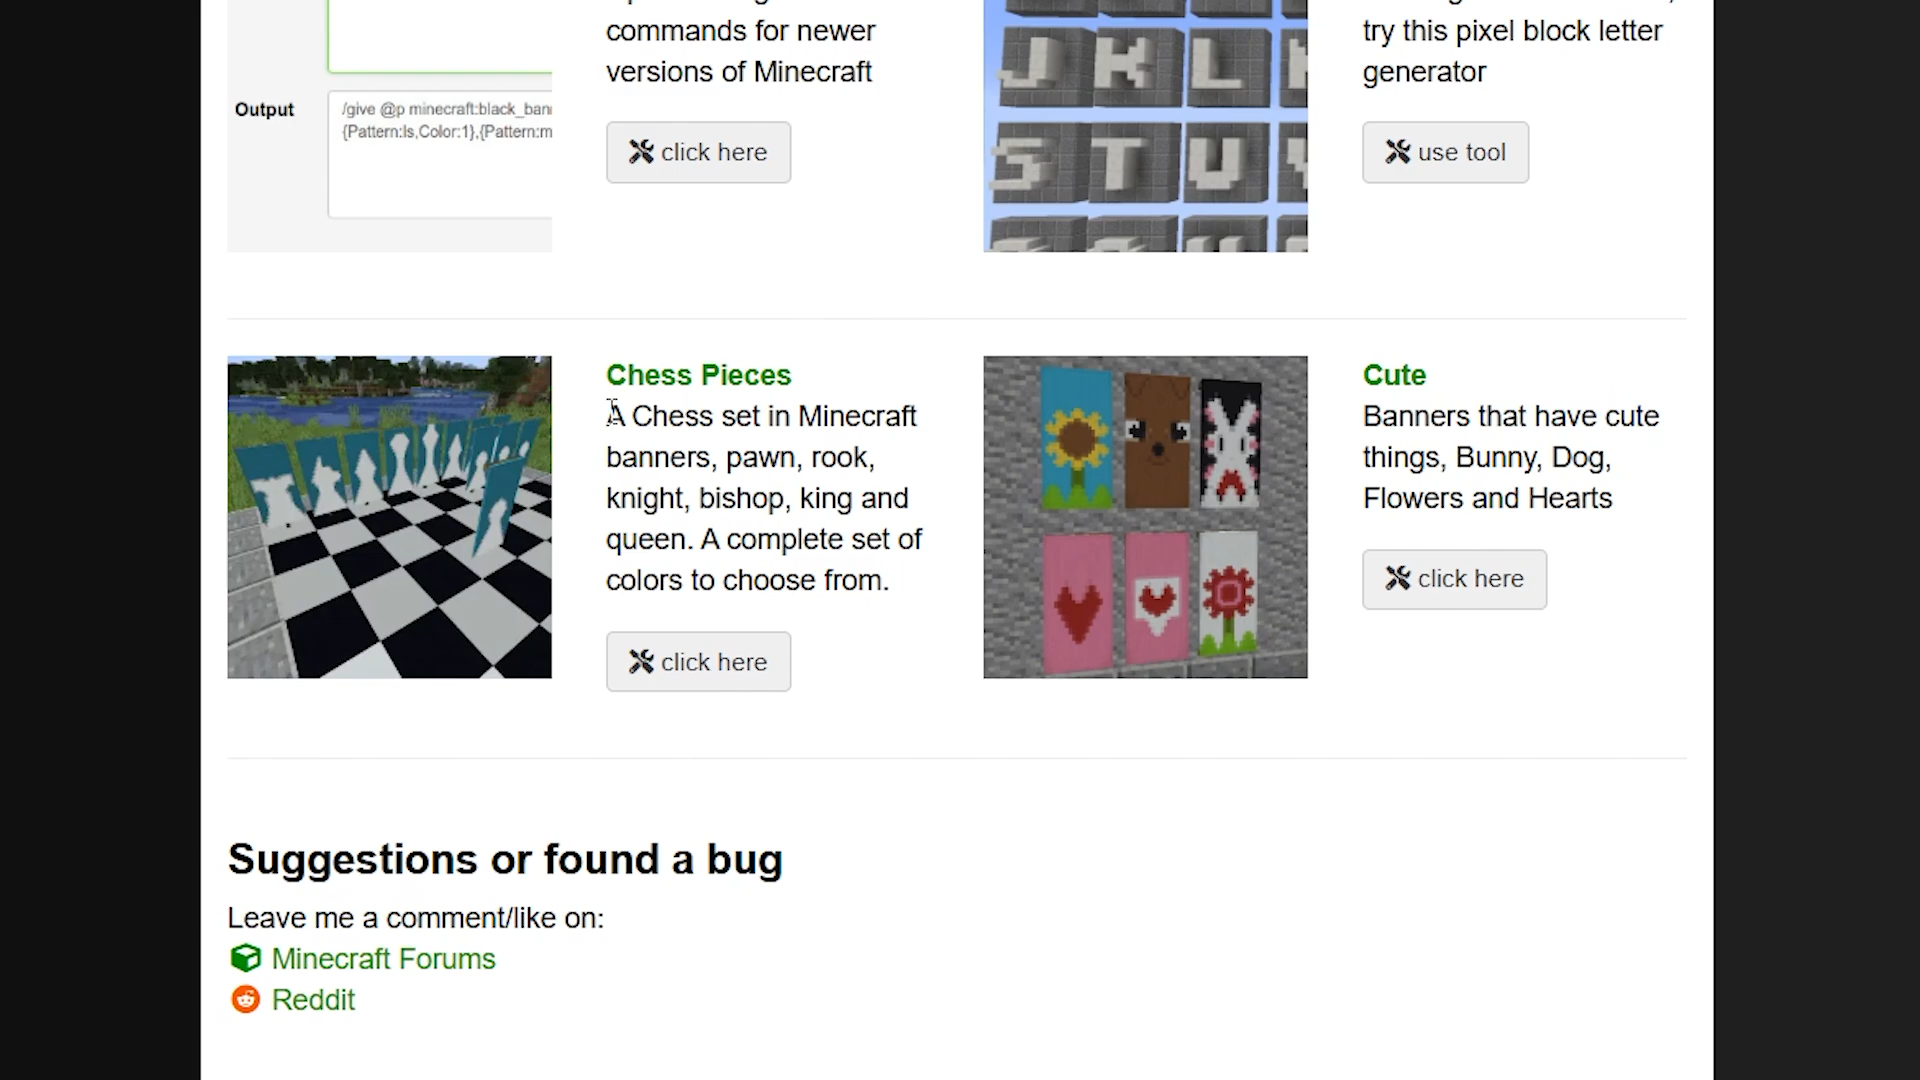 commands for newer
versions of Minecraft
Output
/give @p minecraft:black_ban
{Pattern:ls,Color:1},{Pattern:m
click here
J K L
S T U
try this pixel block letter
generator
use tool
Chess Pieces
A Chess set in Minecraft
banners, pawn, rook,
knight, bishop, king and
queen. A complete set of
colors to choose from.
click here
Cute
Banners that have cute
things, Bunny, Dog,
Flowers and Hearts
click here
Suggestions or found a bug
Leave me a comment/like on:
Minecraft Forums
Reddit